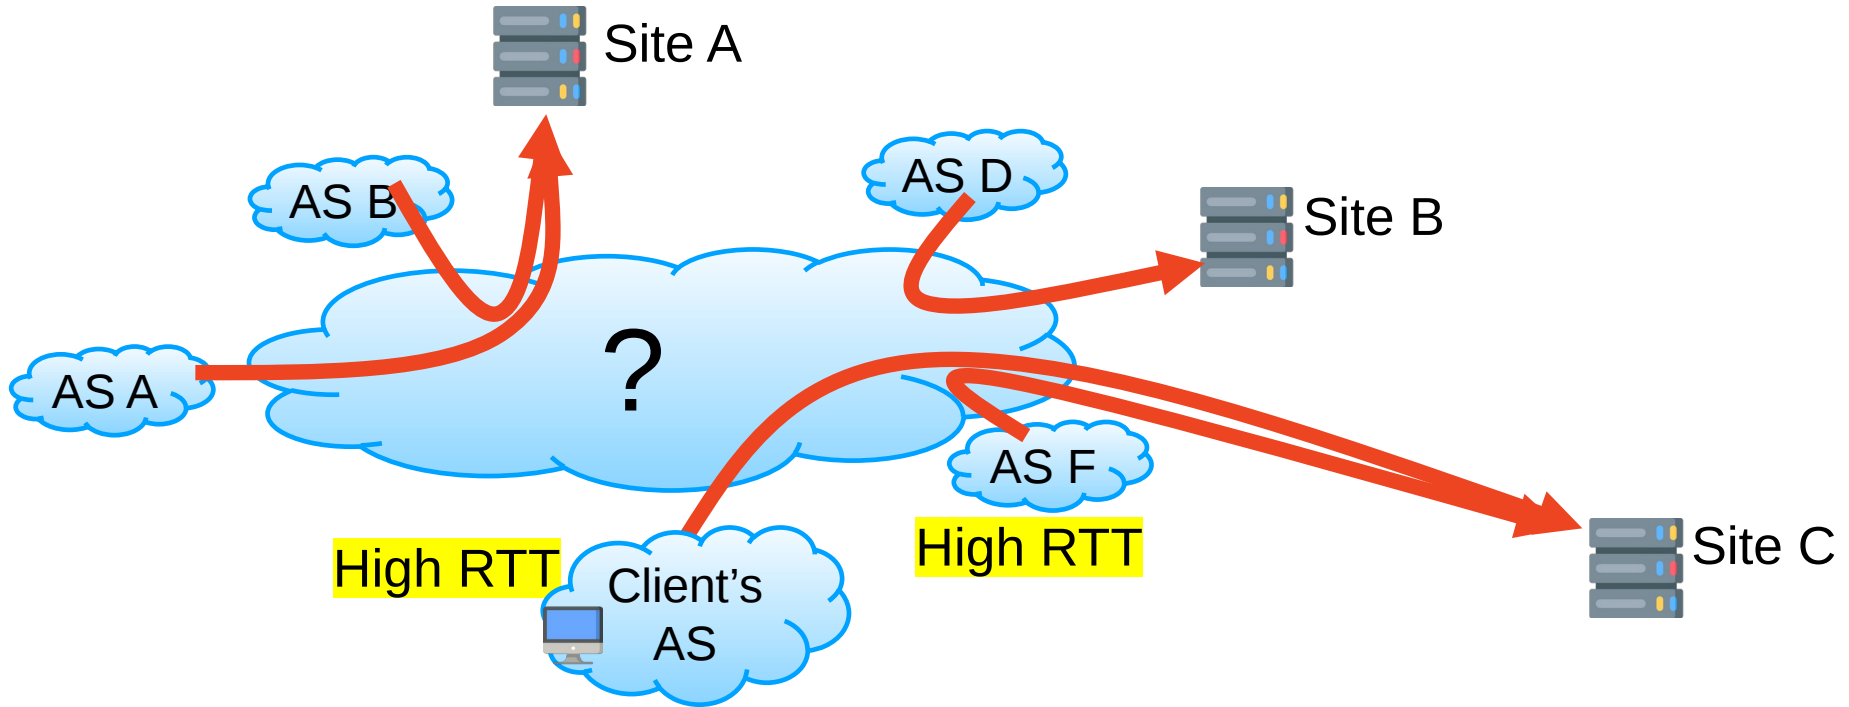 Site A
AS B
AS D
Site B
?
AS A
AS F
High RTT
High RTT
Client’s
AS
Site C